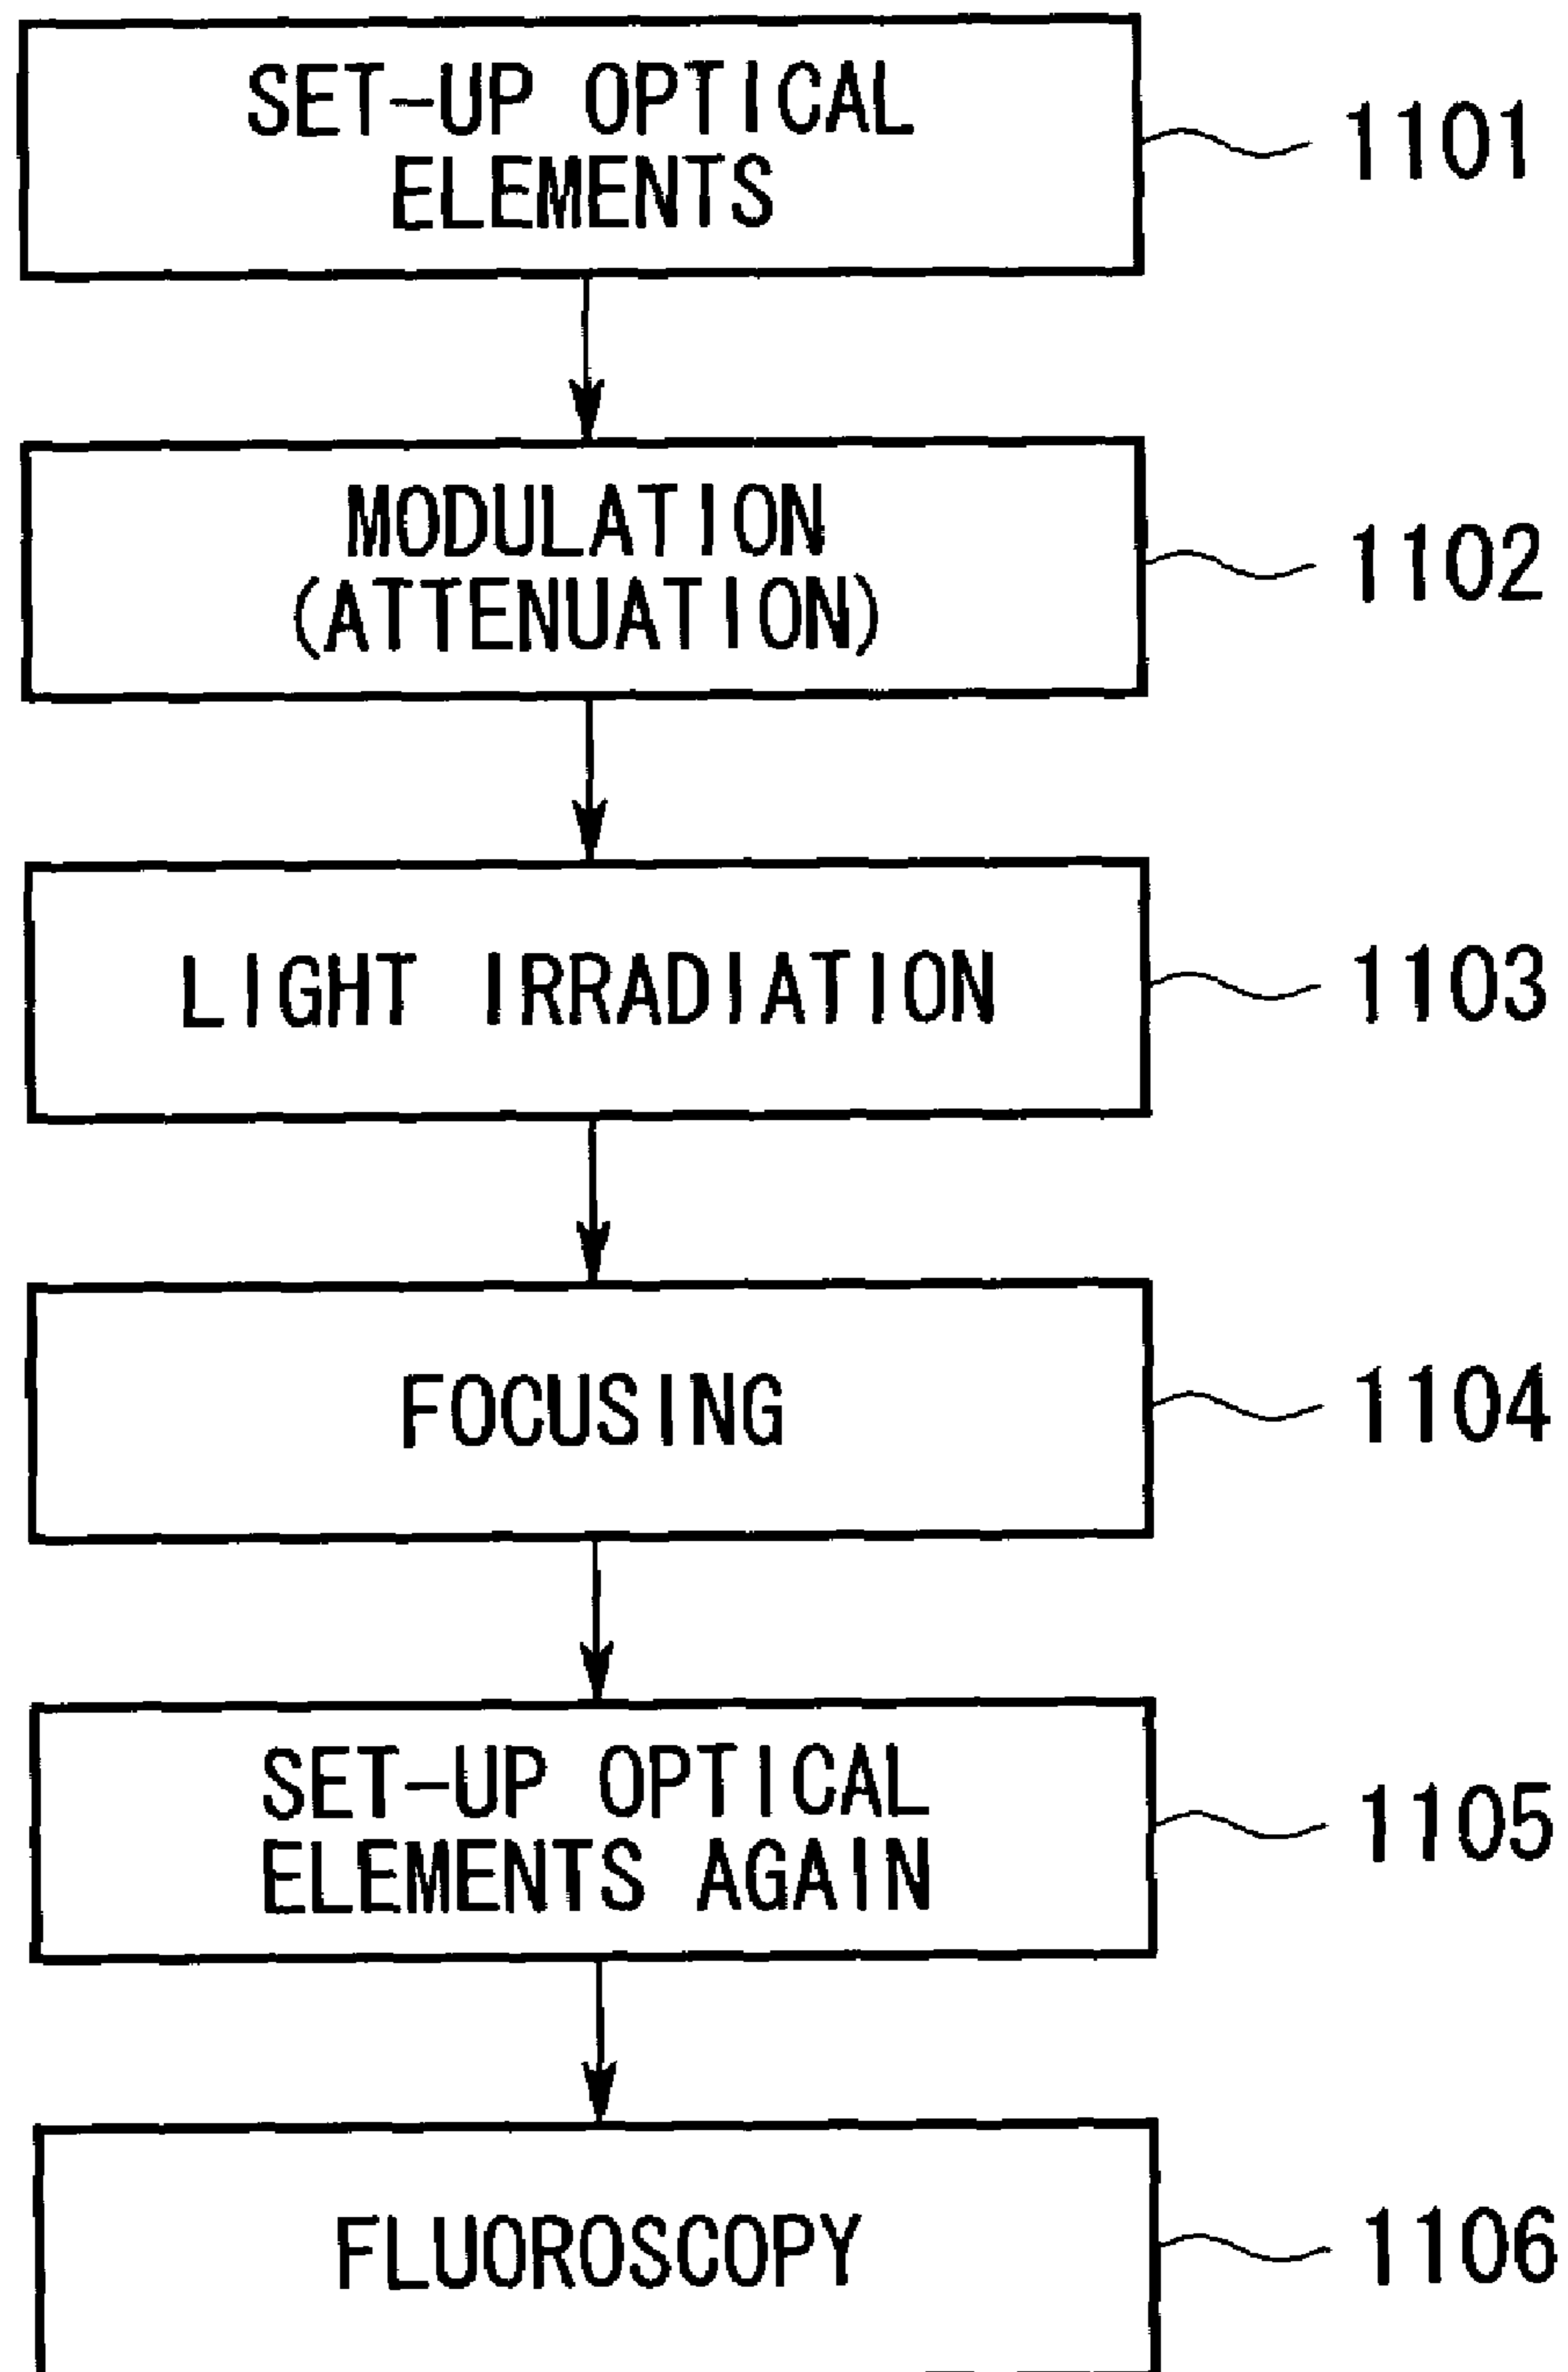 SET-UP OPTICAL
ELEMENTS
1101
MODULATION
(ATTENUATION)
1102
LIGHT IRRADIATION
1103
FOCUSING
1104
SET-UP OPTICAL
ELEMENTS AGAIN
1105
FLUOROSCOPY
1106